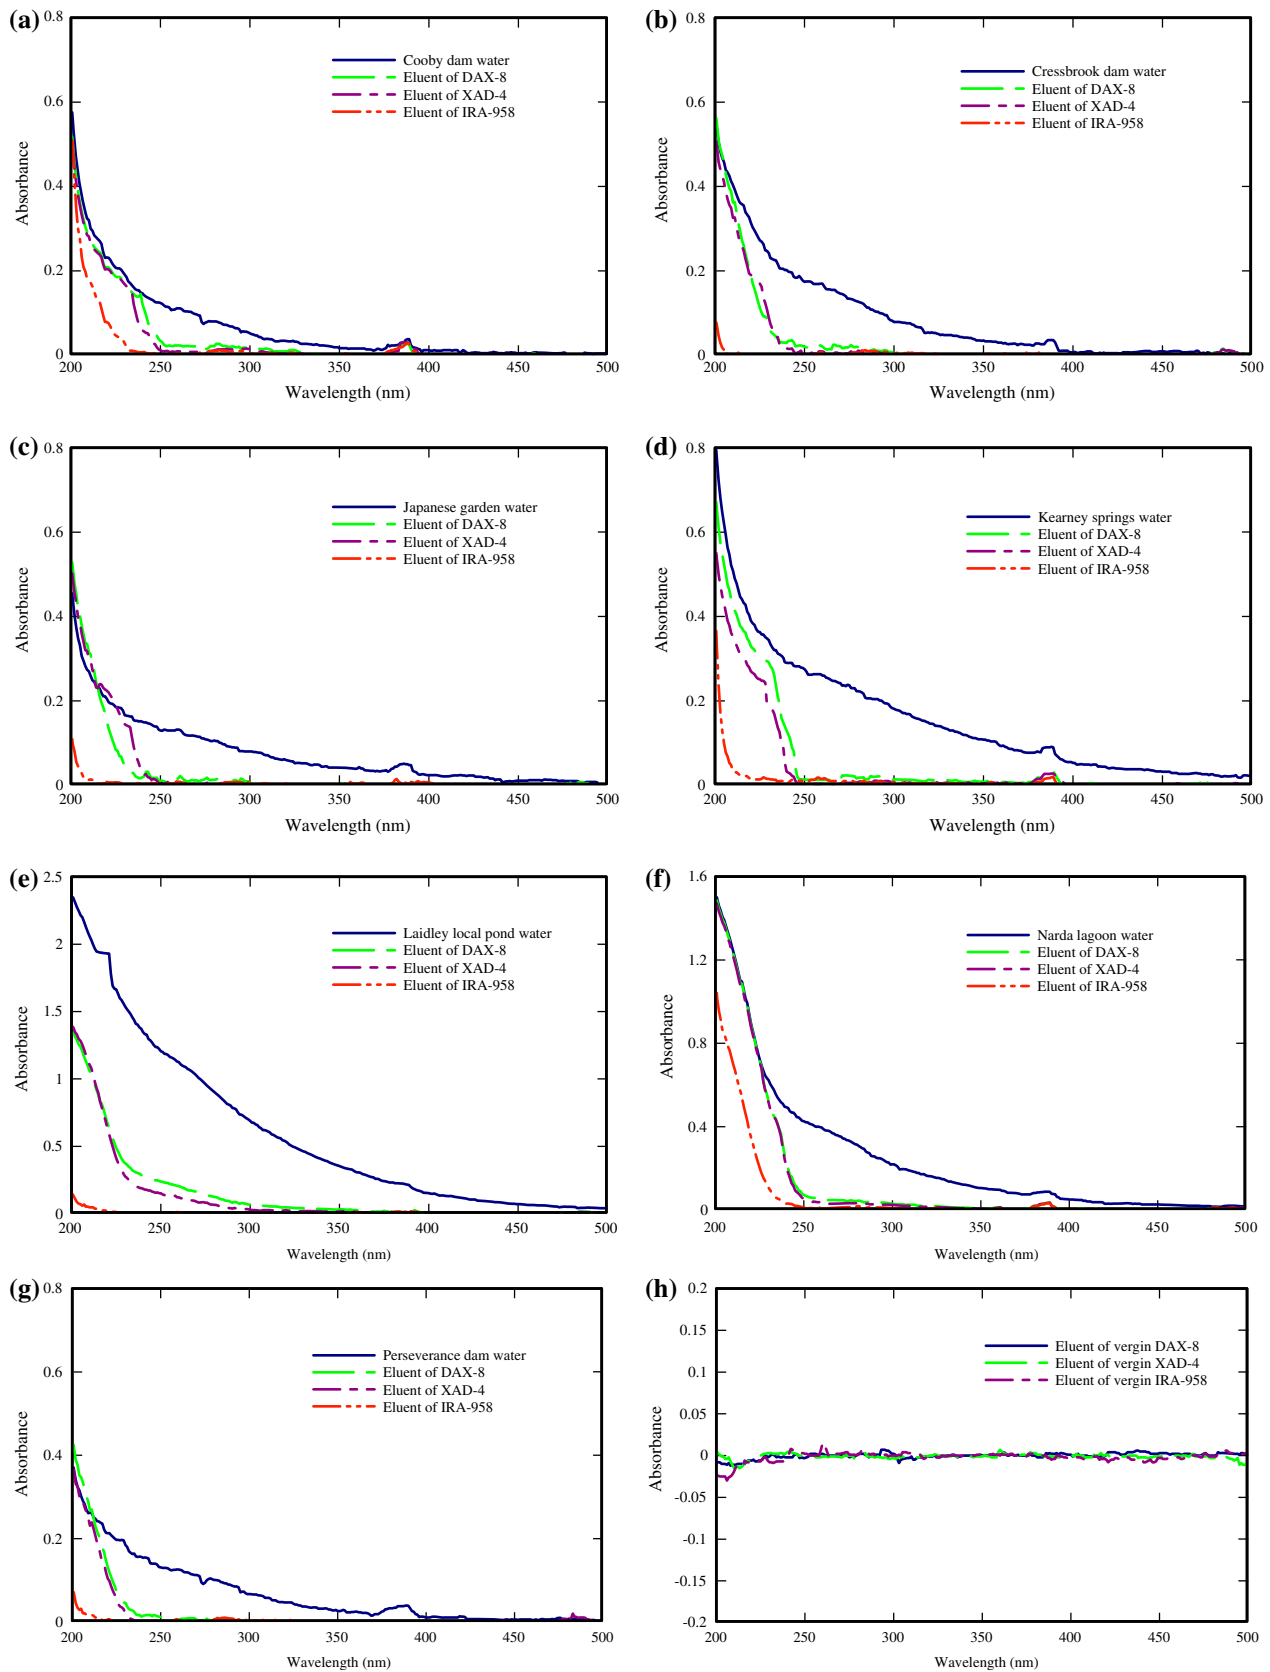 (a)
0.8
0.6
0.4
0.2
0
Absorbance
Cooby dam water
Eluent of DAX-8
Eluent of XAD-4
Eluent of IRA-958
200 250 300 350 400 450 500
Wavelength (nm)
(b)
0.8
0.6
0.4
0.2
0
Absorbance
Cressbrook dam water
Eluent of DAX-8
Eluent of XAD-4
Eluent of IRA-958
200 250 300 350 400 450 500
Wavelength (nm)
(c)
0.8
0.6
0.4
0.2
0
Absorbance
Japanese garden water
Eluent of DAX-8
Eluent of XAD-4
Eluent of IRA-958
200 250 300 350 400 450 500
Wavelength (nm)
(d)
0.8
0.6
0.4
0.2
0
Absorbance
Kearney springs water
Eluent of DAX-8
Eluent of XAD-4
Eluent of IRA-958
200 250 300 350 400 450 500
Wavelength (nm)
(e)
2.5
2
1.5
1
0.5
0
Absorbance
Laidley local pond water
Eluent of DAX-8
Eluent of XAD-4
Eluent of IRA-958
200 250 300 350 400 450 500
Wavelength (nm)
(f)
1.6
1.2
0.8
0.4
0
Absorbance
Narda lagoon water
Eluent of DAX-8
Eluent of XAD-4
Eluent of IRA-958
200 250 300 350 400 450 500
Wavelength (nm)
(g)
0.8
0.6
0.4
0.2
0
Absorbance
Perseverance dam water
Eluent of DAX-8
Eluent of XAD-4
Eluent of IRA-958
200 250 300 350 400 450 500
Wavelength (nm)
(h)
0.2
0.15
0.1
0.05
0
-0.05
-0.1
-0.15
-0.2
Absorbance
Eluent of vergin DAX-8
Eluent of vergin XAD-4
Eluent of vergin IRA-958
200 250 300 350 400 450 500
Wavelength (nm)